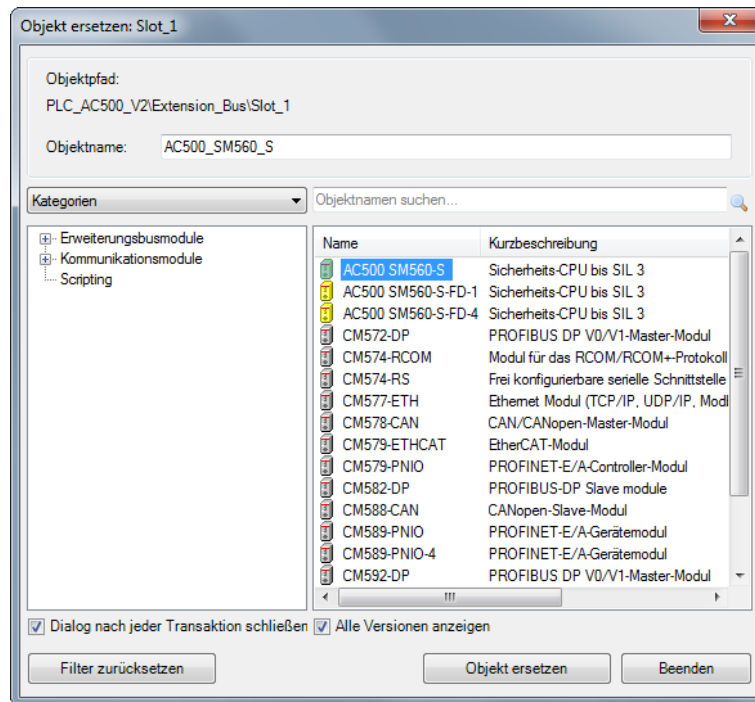 Objekt ersetzen: Slot_1
Objektpfad:
PLC_AC500_V2\Extension_Bus\Slot_1
Objektname: AC500_SM560_S
Kategorien Objektnamen suchen...
Erweiterungsbusmodule
Kommunikationsmodule
Scripting
Name Kurzbeschreibung
AC500 SM560-S Sicherheits-CPU bis SIL 3
AC500 SM560-S-FD-1 Sicherheits-CPU bis SIL 3
AC500 SM560-S-FD-4 Sicherheits-CPU bis SIL 3
CM572-DP PROFIBUS DP V0/V1-Master-Modul
CM574-RCOM Modul für das RCOM/RCOM+-Protokoll
CM574-RS Frei konfigurierbare serielle Schnittstelle
CM577-ETH Ethernet Modul (TCP/IP, UDP/IP, Modl
CM578-CAN CAN/CANopen-Master-Modul
CM579-ETHCAT EtherCAT-Modul
CM579-PNIO PROFINET-E/A-Controller-Modul
CM582-DP PROFIBUS-DP Slave module
CM588-CAN CANopen-Slave-Modul
CM589-PNIO PROFINET-E/A-Gerätemodul
CM589-PNIO-4 PROFINET-E/A-Gerätemodul
CM592-DP PROFIBUS DP V0/V1-Master-Modul
Dialog nach jeder Transaktion schließen Alle Versionen anzeigen
Filter zurücksetzen Objekt ersetzen Beenden